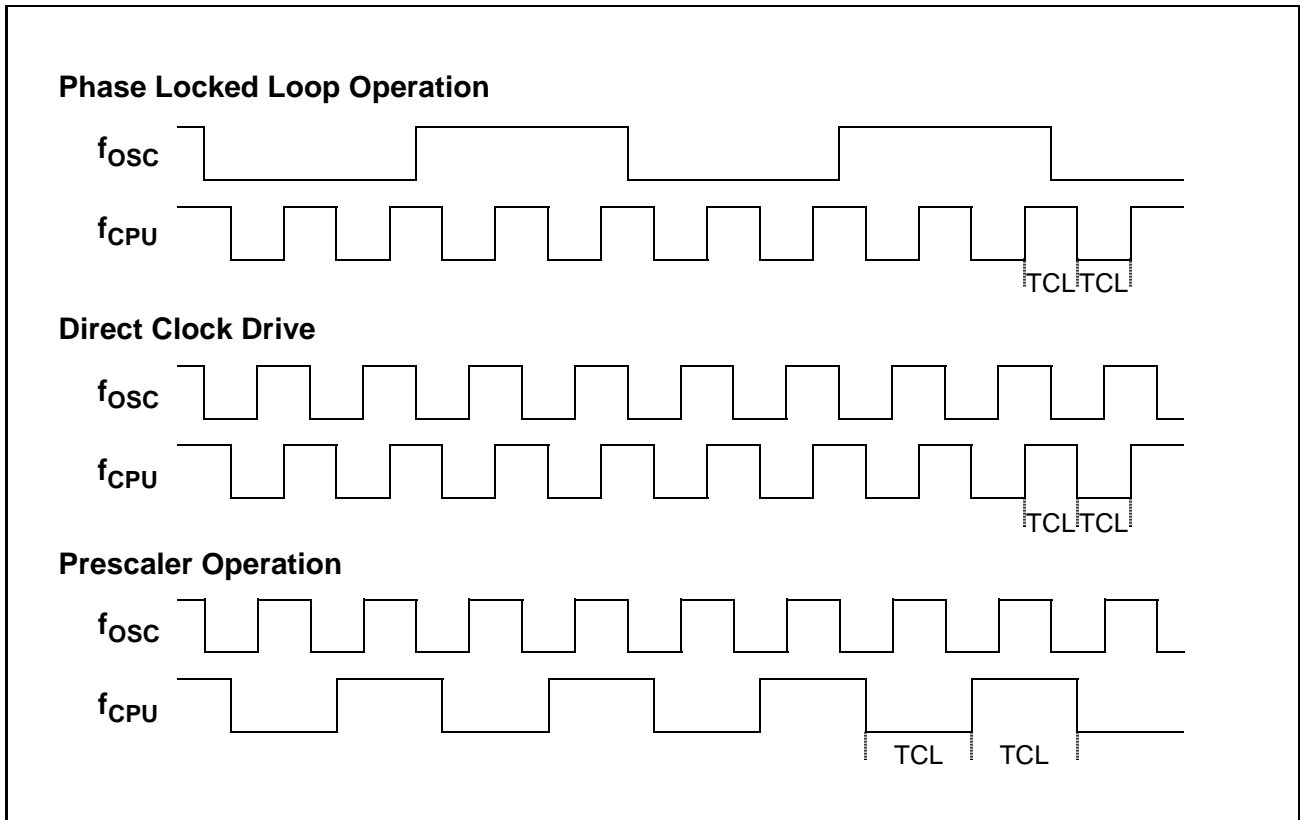 Phase Locked Loop Operation
fOSC
fCPU
TCL TCL
Direct Clock Drive
fOSC
fCPU
TCL TCL
Prescaler Operation
fOSC
fCPU
TCL TCL